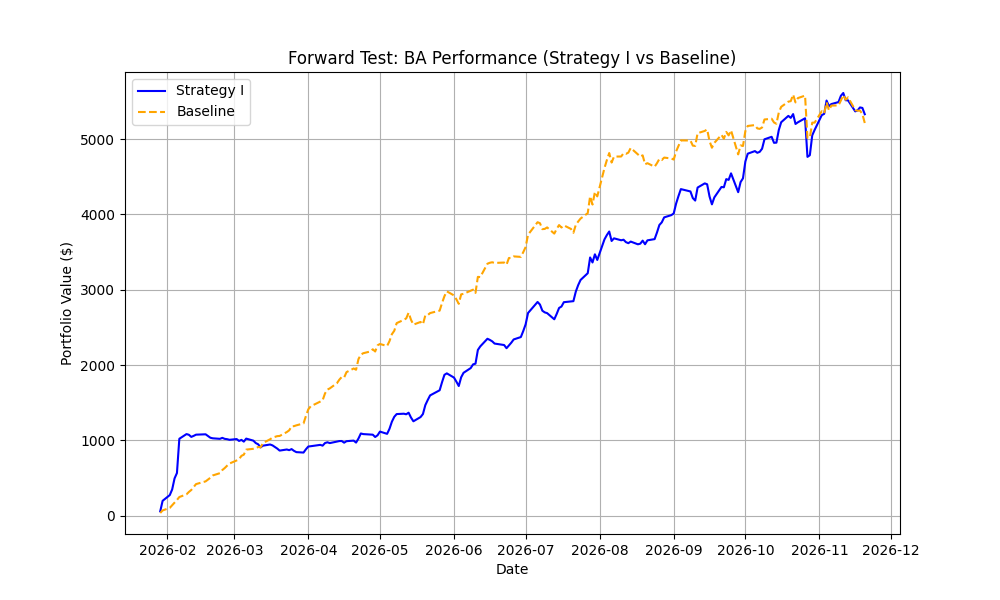 Forward Test: BA Performance (Strategy I vs Baseline)
Strategy I
Baseline
Portfolio Value ($)
5000
4000
3000
2000
1000
0
2026-02 2026-03 2026-04 2026-05 2026-06 2026-07 2026-08 2026-09 2026-10 2026-11 2026-12
Date